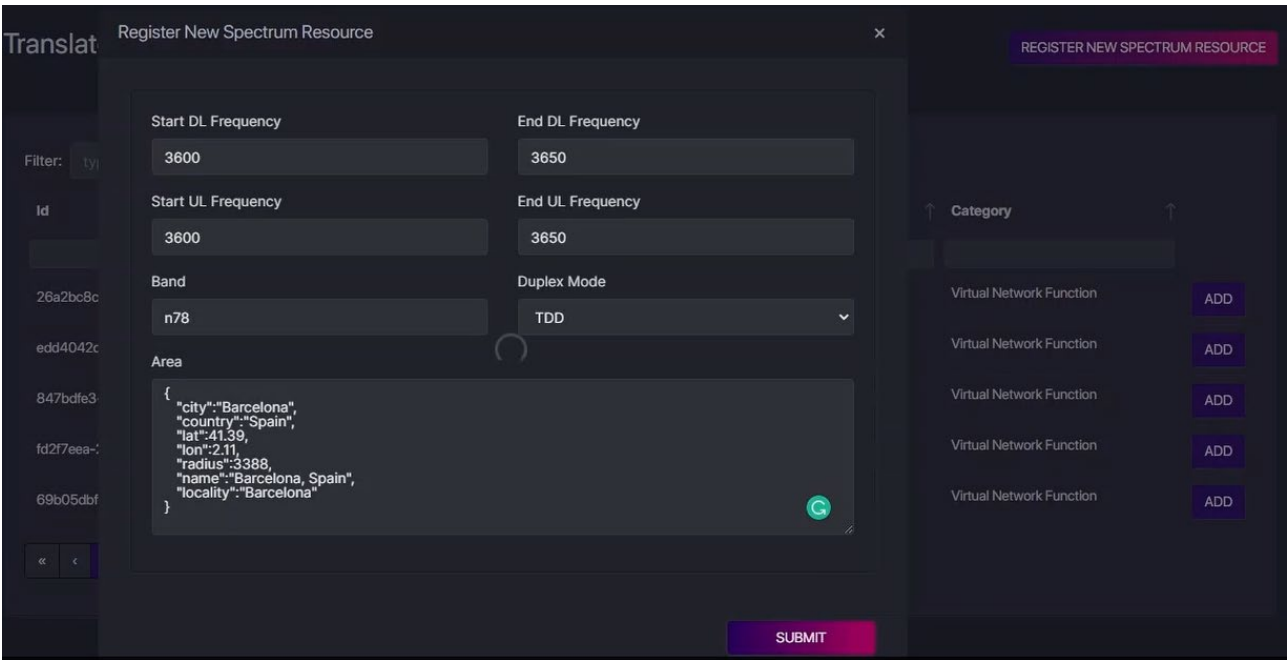 Translat
Register New Spectrum Resource
×
REGISTER NEW SPECTRUM RESOURCE
Start DL Frequency
End DL Frequency
3600
3650
Filter:
Start UL Frequency
End UL Frequency
3600
3650
Id
Category
Band
Duplex Mode
n78
TDD
26a2bc8c
Virtual Network Function
ADD
edd4042c
Virtual Network Function
ADD
Area
{
"city":"Barcelona",
"country":"Spain",
"lat":41.39,
"lon":2.11,
"radius":3388,
"name":"Barcelona, Spain",
"locality":"Barcelona"
}
847bdfe3
Virtual Network Function
ADD
fd2f7eea-
Virtual Network Function
ADD
69b05dbf
Virtual Network Function
ADD
« ‹
SUBMIT